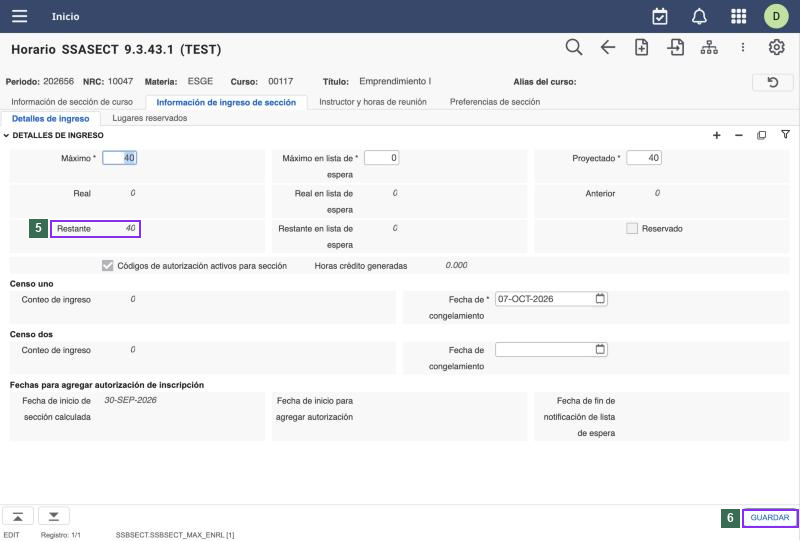 Inicio
D
Horario SSASECT 9.3.43.1 (TEST)
Periodo: 202656 NRC: 10047 Materia: ESGE Curso: 00117 Título: Emprendimiento I Alias del curso:
Información de sección de curso Información de ingreso de sección Instructor y horas de reunión Preferencias de sección
Detalles de ingreso Lugares reservados
DETALLES DE INGRESO
Máximo * 40 Máximo en lista de * 0 Proyectado * 40
espera
Real 0 Real en lista de 0 Anterior 0
espera
5 Restante 40 Restante en lista de 0 Reservado
espera
Códigos de autorización activos para sección Horas crédito generadas 0.000
Censo uno
Conteo de ingreso 0 Fecha de * 07-OCT-2026
congelamiento
Censo dos
Conteo de ingreso 0 Fecha de
congelamiento
Fechas para agregar autorización de inscripción
Fecha de inicio de 30-SEP-2026 Fecha de inicio para Fecha de fin de
sección calculada agregar autorización notificación de lista
de espera
6 GUARDAR
EDIT Registro: 1/1 SSBSECT.SSBSECT_MAX_ENRL [1]